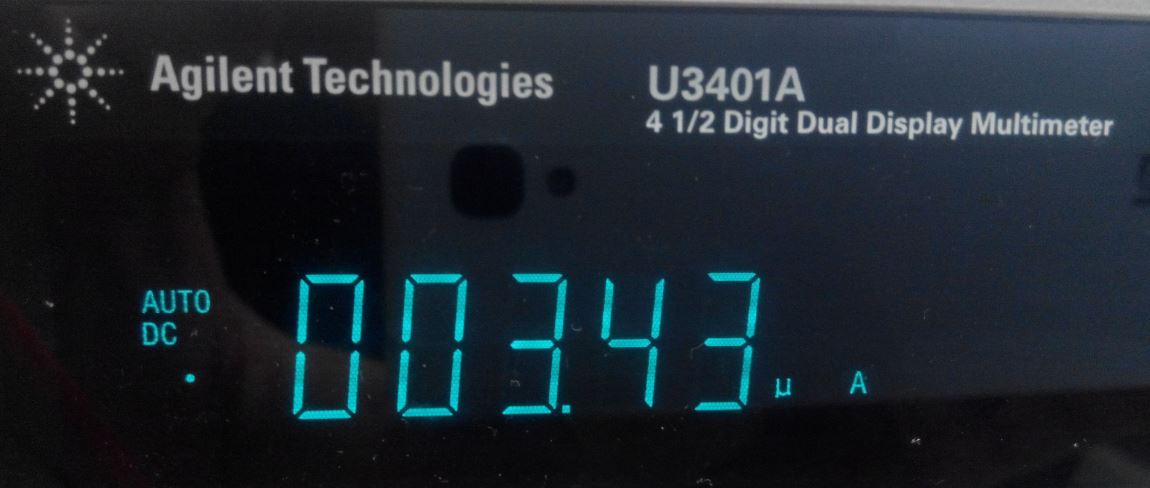 Agilent Technologies
U3401A
4 1/2 Digit Dual Display Multimeter
AUTO
DC
003.43 µ A